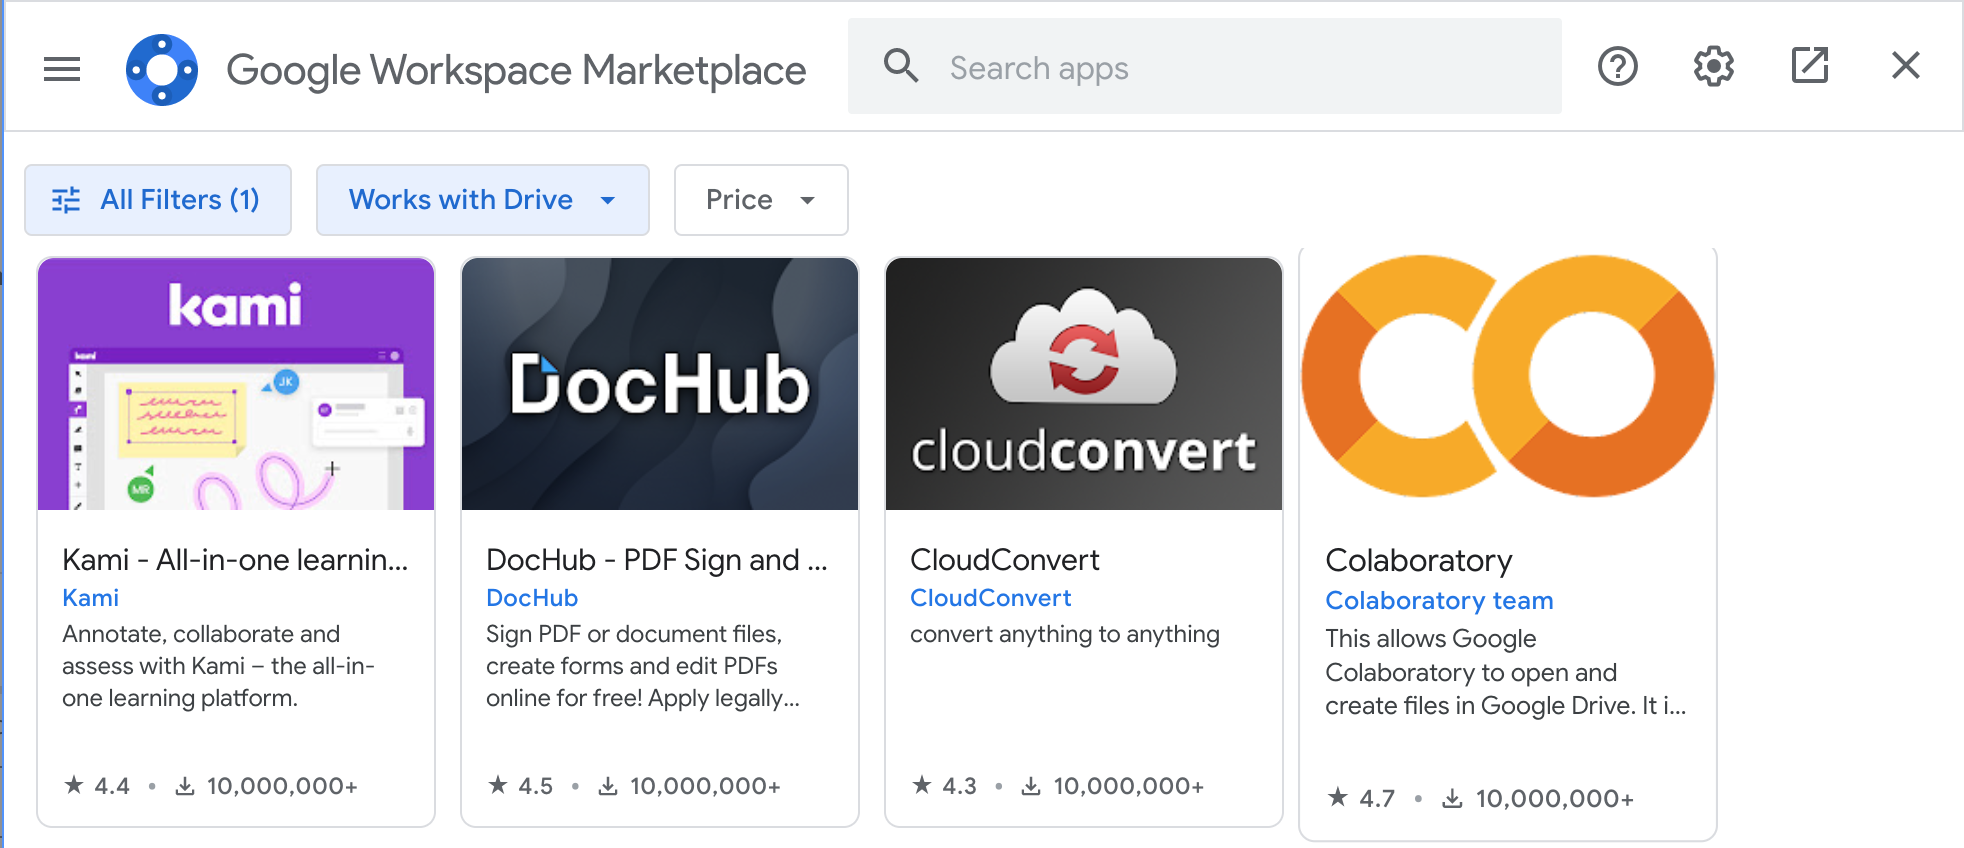 Google Workspace Marketplace
Search apps
All Filters (1)
Works with Drive
Price
kami
kami
JK
MR
DocHub
cloudconvert
Kami - All-in-one learnin...
Kami
Annotate, collaborate and
assess with Kami – the all-in-
one learning platform.
★ 4.4 • 10,000,000+
DocHub - PDF Sign and ...
DocHub
Sign PDF or document files,
create forms and edit PDFs
online for free! Apply legally...
★ 4.5 • 10,000,000+
CloudConvert
CloudConvert
convert anything to anything
★ 4.3 • 10,000,000+
Colaboratory
Colaboratory team
This allows Google
Colaboratory to open and
create files in Google Drive. It i...
★ 4.7 • 10,000,000+